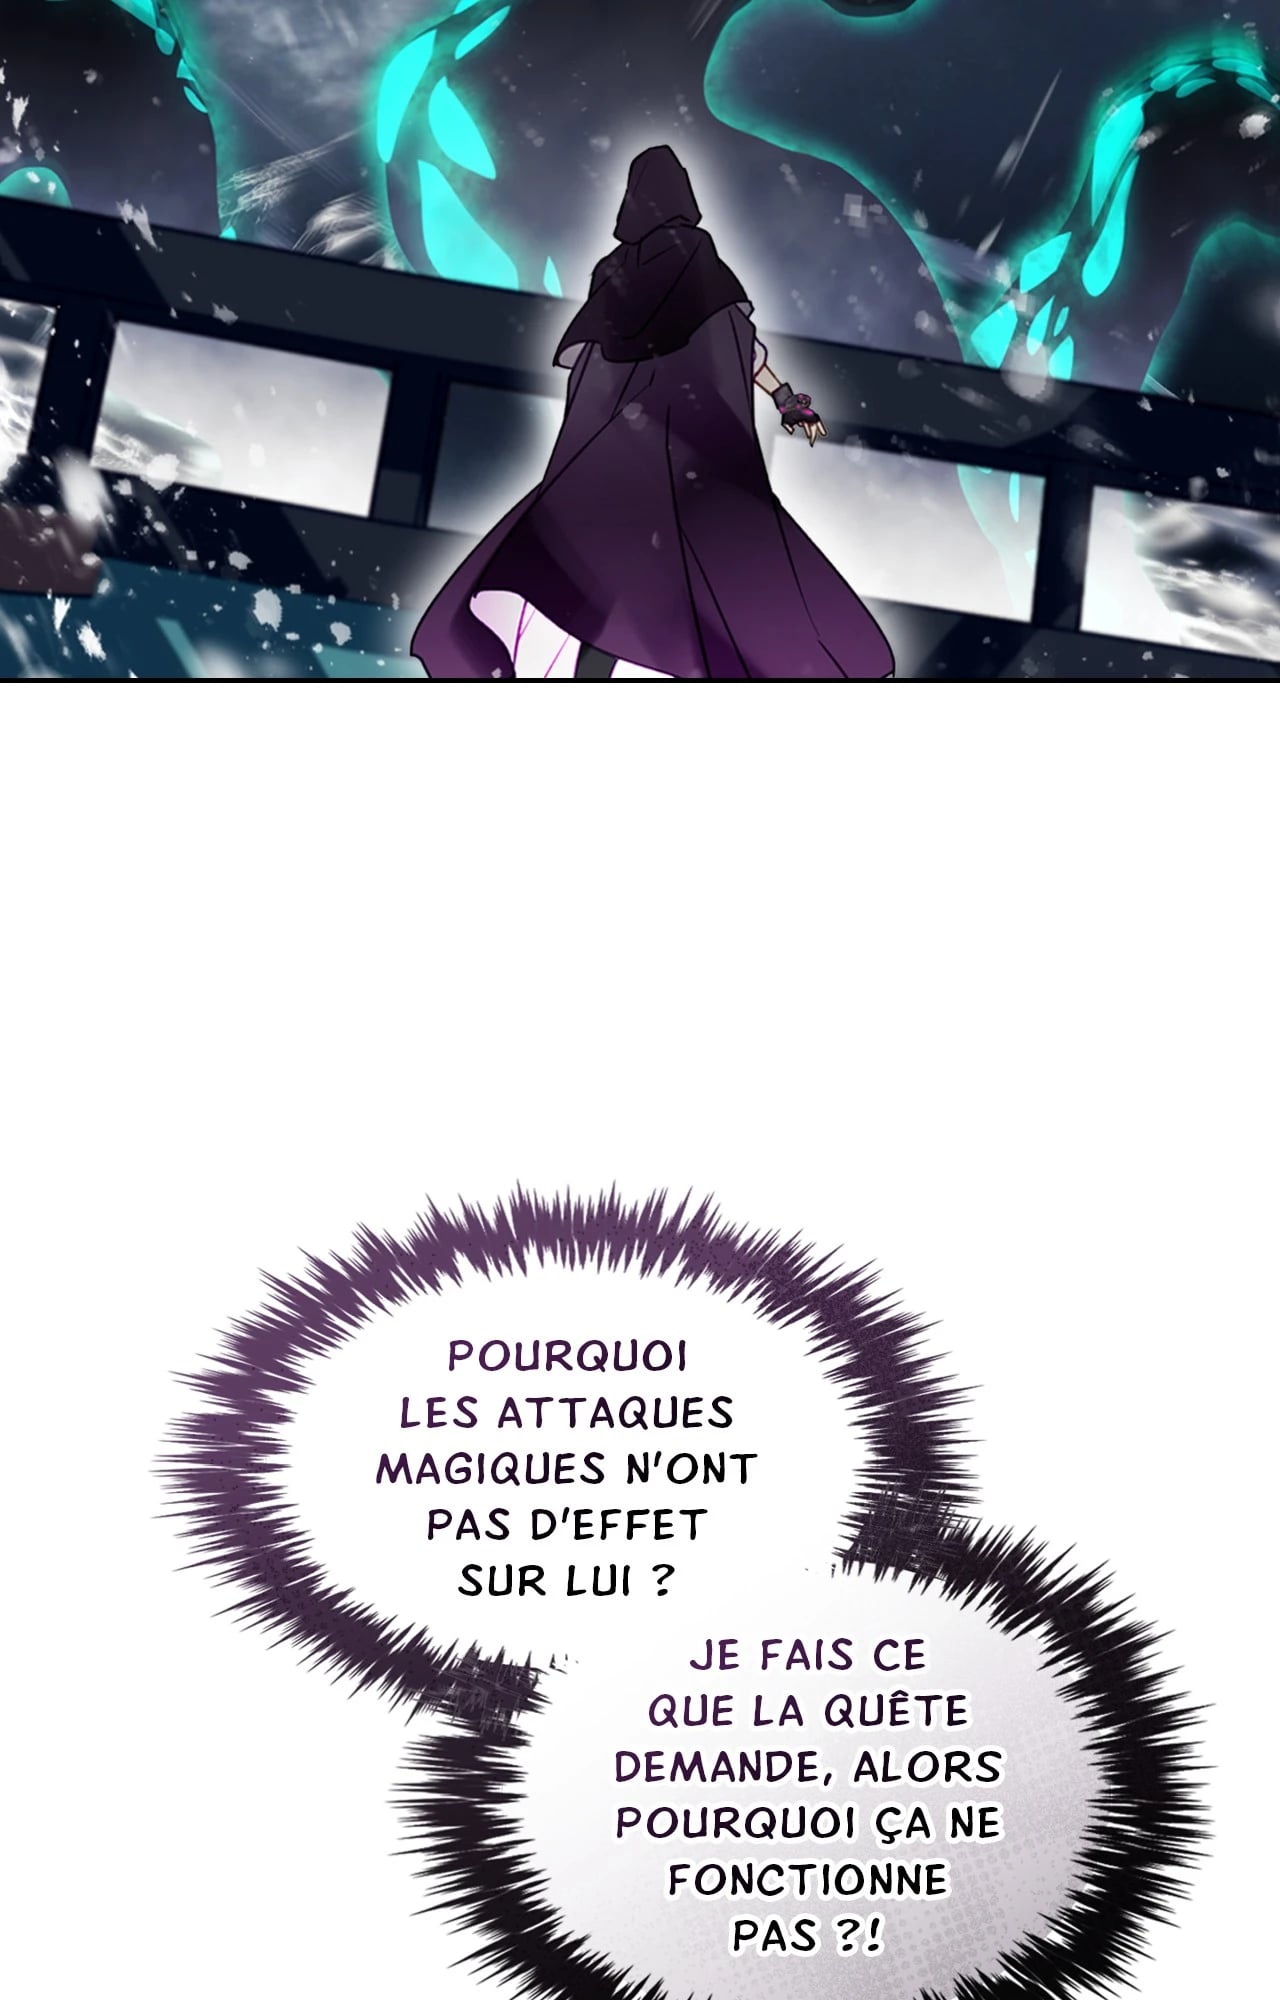 POURQUOI
LES ATTAQUES
MAGIQUES N'ONT
PAS D'EFFET
SUR LUI ?
JE FAIS CE
QUE LA QUÊTE
DEMANDE, ALORS
POURQUOI ÇA NE
FONCTIONNE
PAS ?!